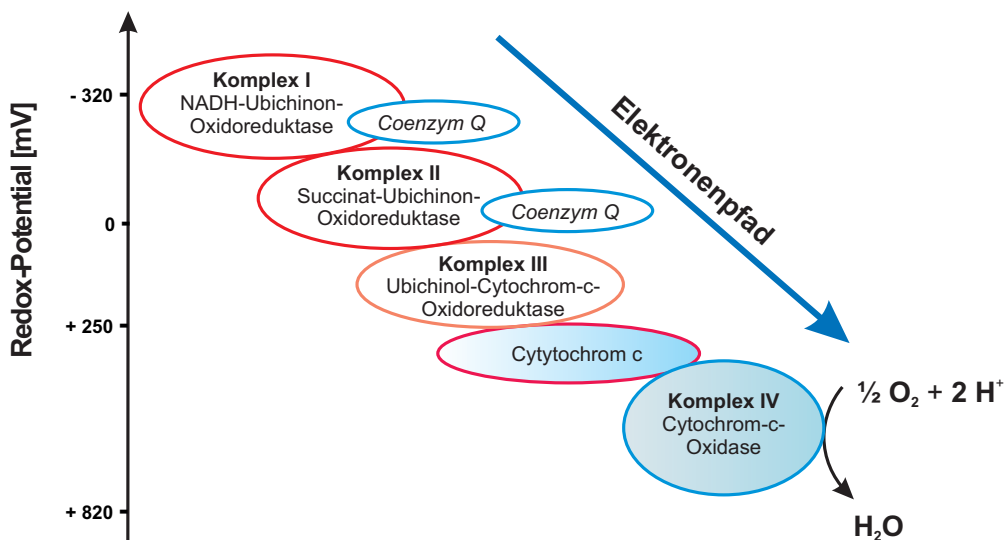 Redox-Potential [mV]
- 320
0
+ 250
+ 820
Komplex I
NADH-Ubichinon-
Oxidoreduktase
Coenzym Q
Komplex II
Succinat-Ubichinon-
Oxidoreduktase
Coenzym Q
Komplex III
Ubichinol-Cytochrom-c-
Oxidoreduktase
Cytytochrom c
Komplex IV
Cytochrom-c-
Oxidase
Elektronenpfad
½ O₂ + 2 H⁺
H₂O